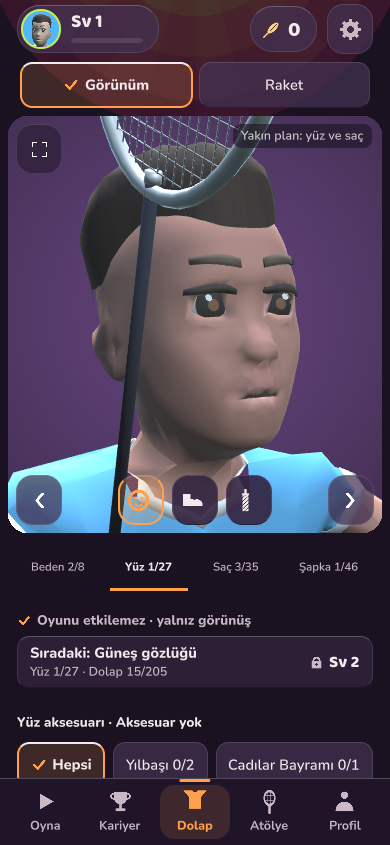 Sv 1
0
Görünüm
Raket
Yakın plan: yüz ve saç
Beden 2/8
Yüz 1/27
Saç 3/35
Şapka 1/46
Oyunu etkilemez · yalnız görünüş
Sıradaki: Güneş gözlüğü
Yüz 1/27 · Dolap 15/205
Sv 2
Yüz aksesuarı · Aksesuar yok
Hepsi
Yılbaşı 0/2
Cadılar Bayramı 0/1
Oyna
Kariyer
Dolap
Atölye
Profil